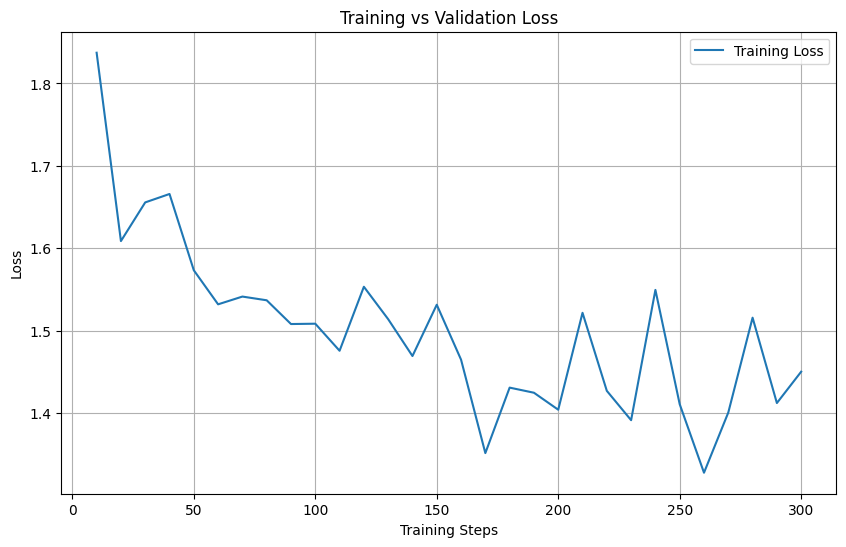 Training vs Validation Loss
Training Loss
1.8
1.7
1.6
1.5
1.4
Loss
0 50 100 150 200 250 300
Training Steps